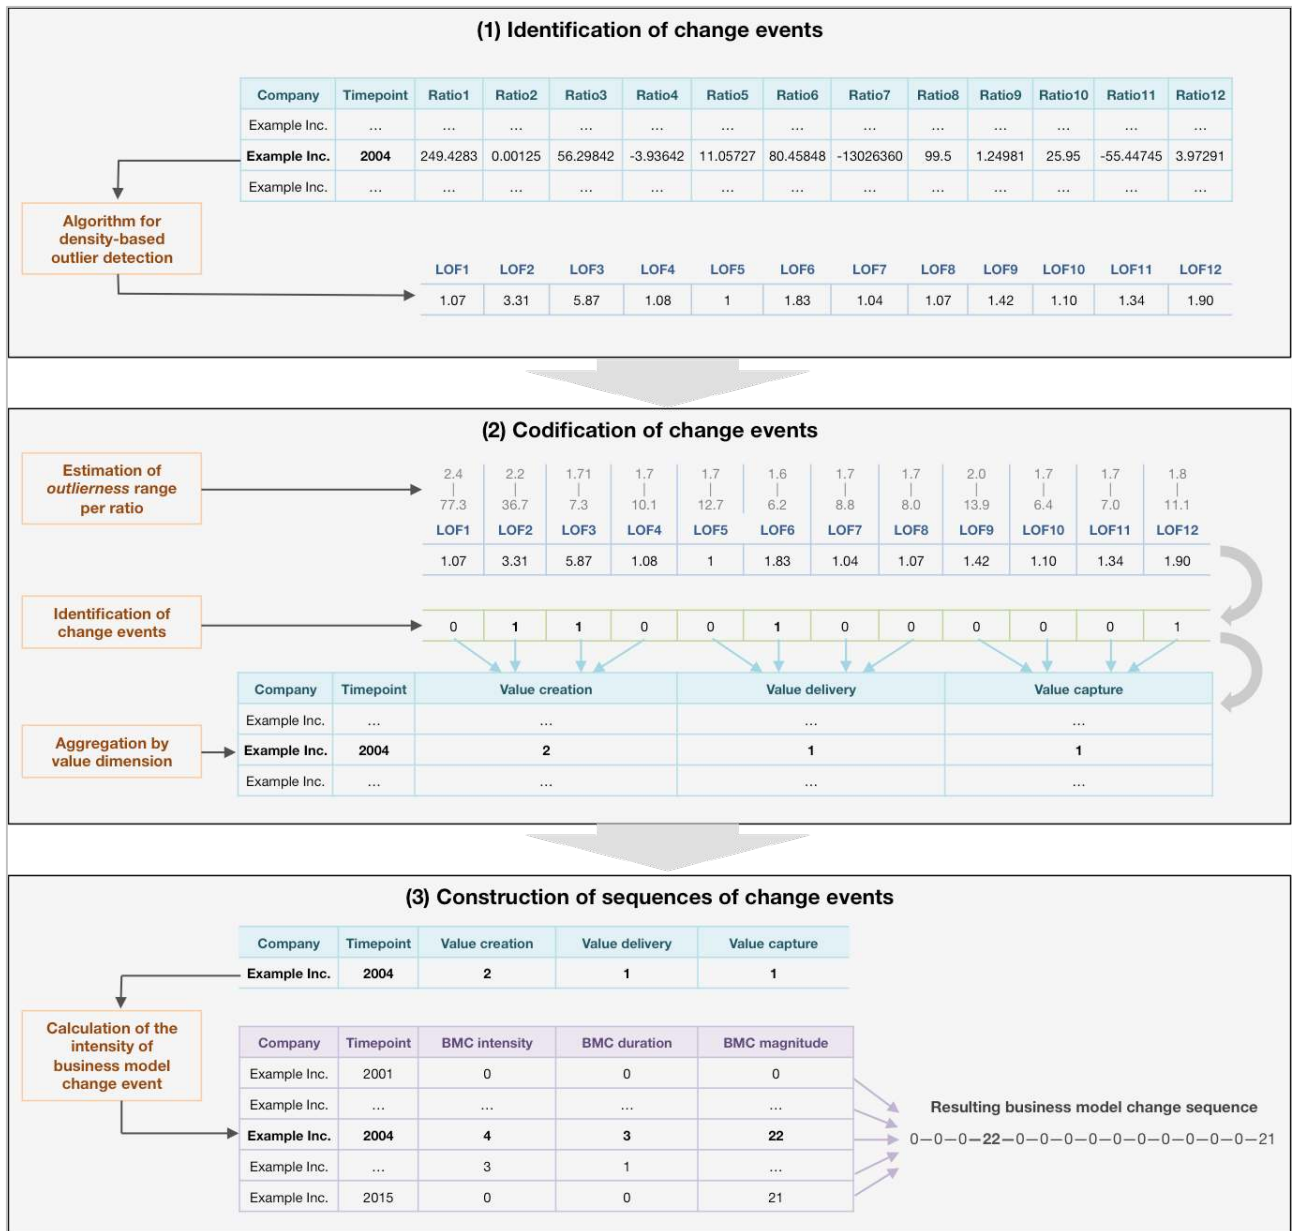 (1) Identification of change events
Company Timepoint Ratio1 Ratio2 Ratio3 Ratio4 Ratio5 Ratio6 Ratio7 Ratio8 Ratio9 Ratio10 Ratio11 Ratio12
Example Inc. ... ... ... ... ... ... ... ... ... ... ... ... ...
Example Inc. 2004 249.4283 0.00125 56.29842 -3.93642 11.05727 80.45848 -13026360 99.5 1.24981 25.95 -55.44745 3.97291
Example Inc. ... ... ... ... ... ... ... ... ... ... ... ... ...
Algorithm for
density-based
outlier detection
LOF1 LOF2 LOF3 LOF4 LOF5 LOF6 LOF7 LOF8 LOF9 LOF10 LOF11 LOF12
1.07 3.31 5.87 1.08 1 1.83 1.04 1.07 1.42 1.10 1.34 1.90
(2) Codification of change events
Estimation of
outlierness range
per ratio
2.4 2.2 1.71 1.7 1.7 1.6 1.7 1.7 2.0 1.7 1.7 1.8
77.3 36.7 7.3 10.1 12.7 6.2 8.8 8.0 13.9 6.4 7.0 11.1
LOF1 LOF2 LOF3 LOF4 LOF5 LOF6 LOF7 LOF8 LOF9 LOF10 LOF11 LOF12
1.07 3.31 5.87 1.08 1 1.83 1.04 1.07 1.42 1.10 1.34 1.90
Identification of
change events
0 1 1 0 0 1 0 0 0 0 0 1
Company Timepoint Value creation Value delivery Value capture
Example Inc. ... ... ... ...
Aggregation by
value dimension
Example Inc. 2004 2 1 1
Example Inc. ... ... ... ...
(3) Construction of sequences of change events
Company Timepoint Value creation Value delivery Value capture
Example Inc. 2004 2 1 1
Calculation of the
intensity of
business model
change event
Company Timepoint BMC intensity BMC duration BMC magnitude
Example Inc. 2001 0 0 0
Example Inc. ... ... ... ...
Example Inc. 2004 4 3 22
Example Inc. ... 3 1 ...
Example Inc. 2015 0 0 21
Resulting business model change sequence
0—0—0—22—0—0—0—0—0—0—0—0—0—0—21